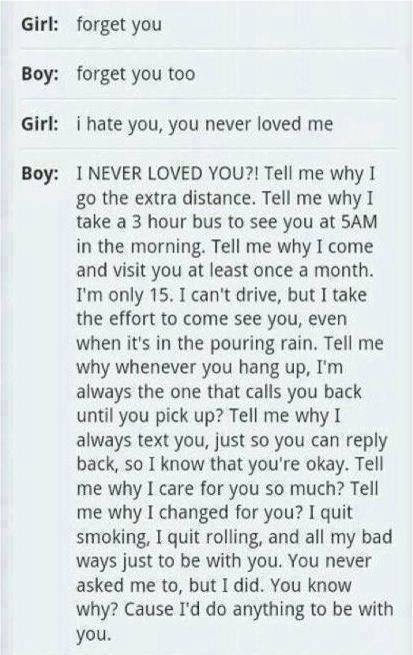 Girl: forget you
Boy: forget you too
Girl: i hate you, you never loved me
Boy: I NEVER LOVED YOU?! Tell me why I
go the extra distance. Tell me why I
take a 3 hour bus to see you at 5AM
in the morning. Tell me why I come
and visit you at least once a month.
I'm only 15. I can't drive, but I take
the effort to come see you, even
when it's in the pouring rain. Tell me
why whenever you hang up, I'm
always the one that calls you back
until you pick up? Tell me why I
always text you, just so you can reply
back, so I know that you're okay. Tell
me why I care for you so much? Tell
me why I changed for you? I quit
smoking, I quit rolling, and all my bad
ways just to be with you. You never
asked me to, but I did. You know
why? Cause I'd do anything to be with
you.